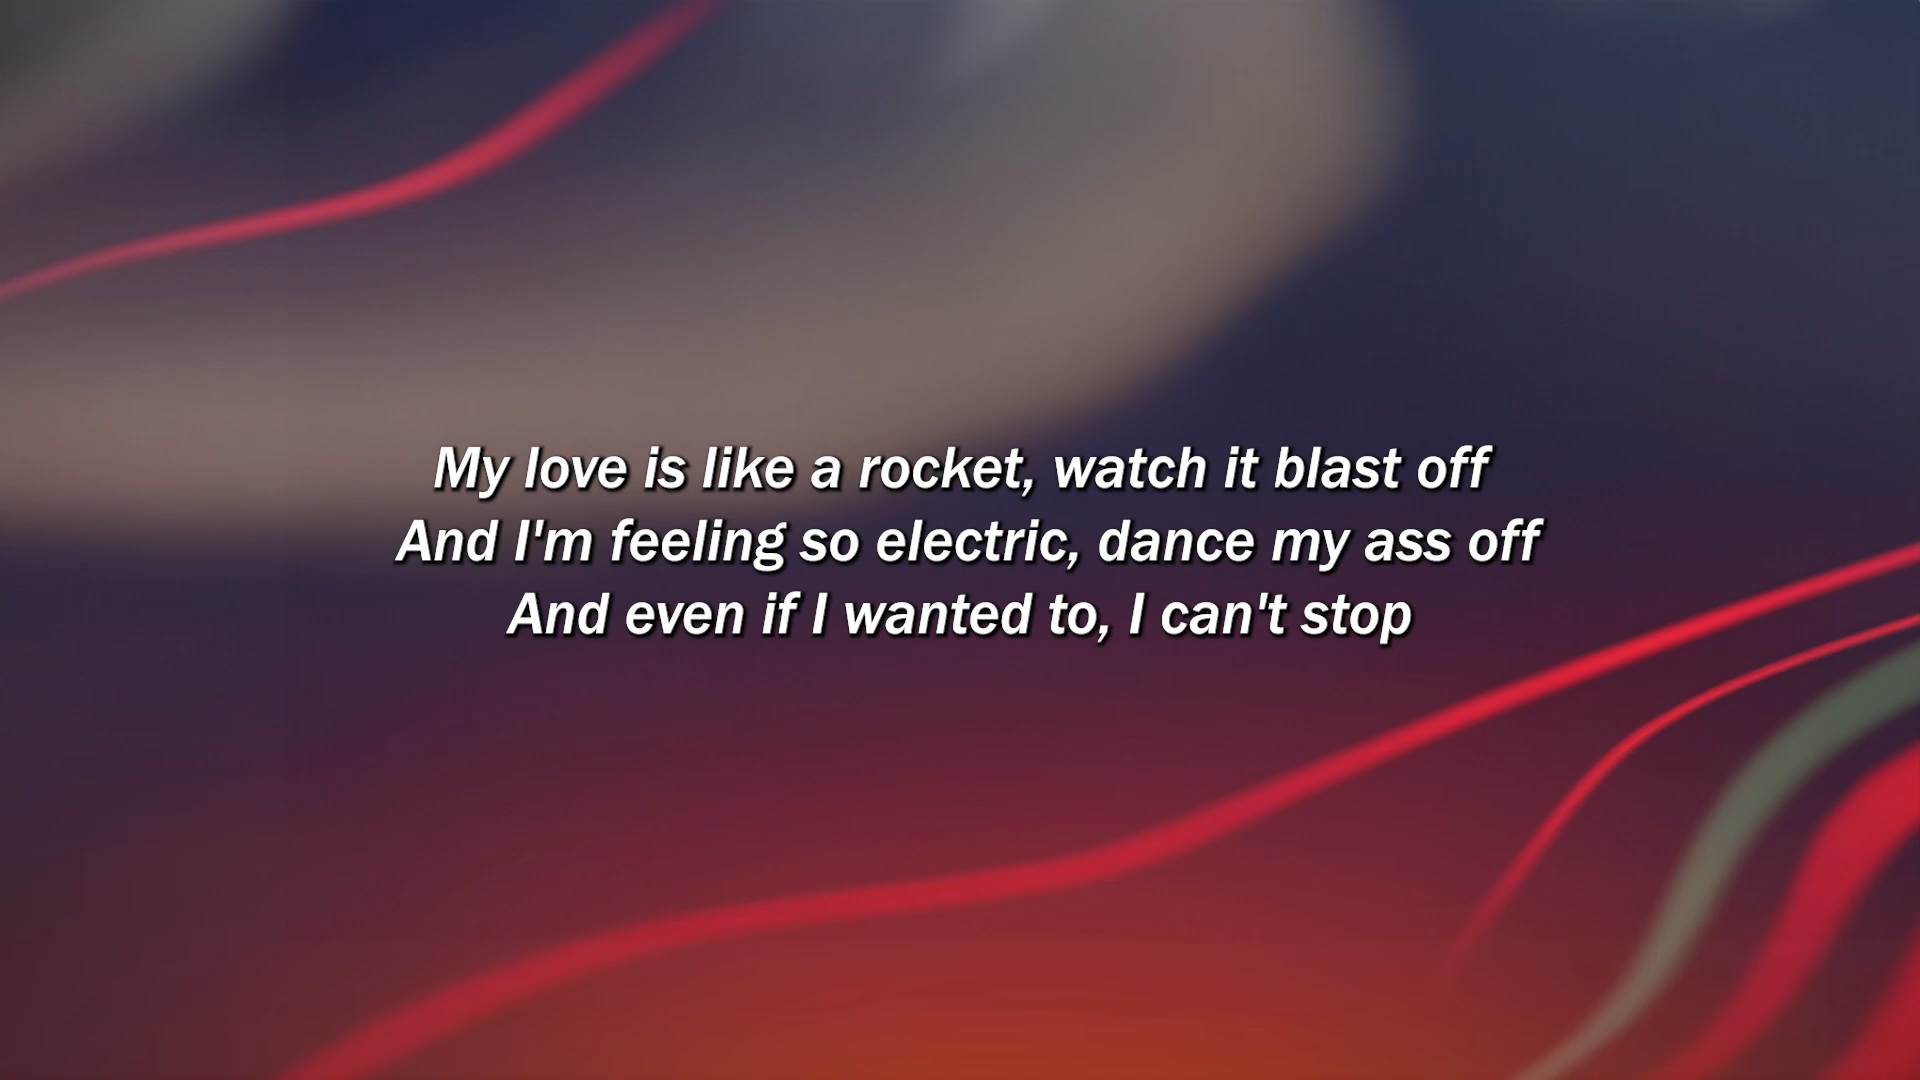 My love is like a rocket, watch it blast off
And I'm feeling so electric, dance my ass off
And even if I wanted to, I can't stop